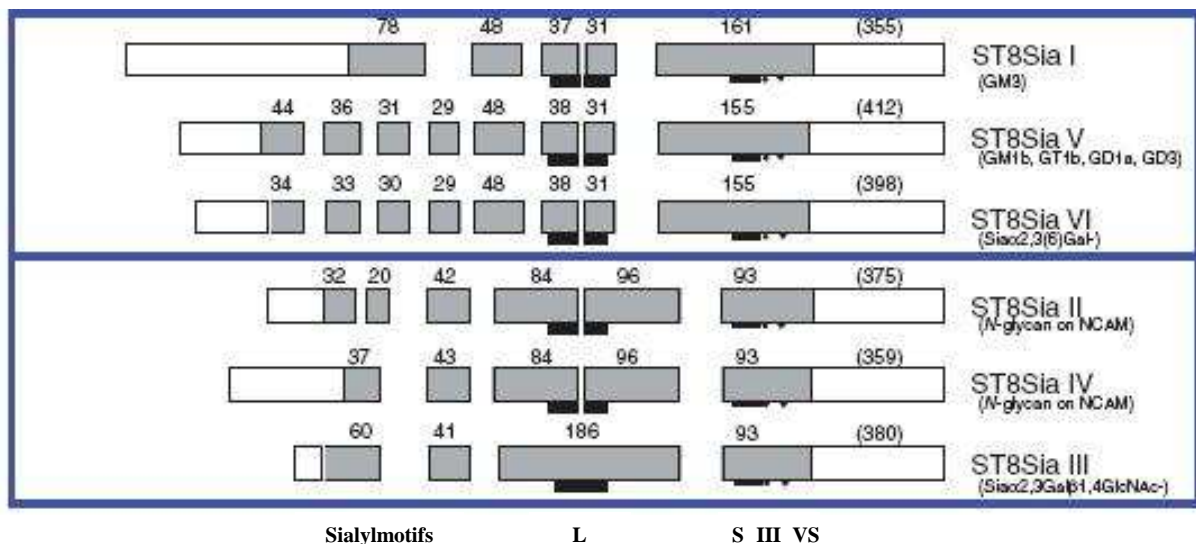 78 48 37 31 161 (355)
ST8Sia I
(GM3)
44 36 31 29 48 38 31 155 (412)
ST8Sia V
(GM1b, GT1b, GD1a, GD3)
34 33 30 29 48 38 31 155 (398)
ST8Sia VI
(Siaα2,3(6)Gal-)
32 20 42 84 96 93 (375)
ST8Sia II
(N-glycan on NCAM)
37 43 84 96 93 (359)
ST8Sia IV
(N-glycan on NCAM)
60 41 186 93 (380)
ST8Sia III
(Siaα2,3Galβ1,4GlcNAc-)
Sialylmotifs L S III VS